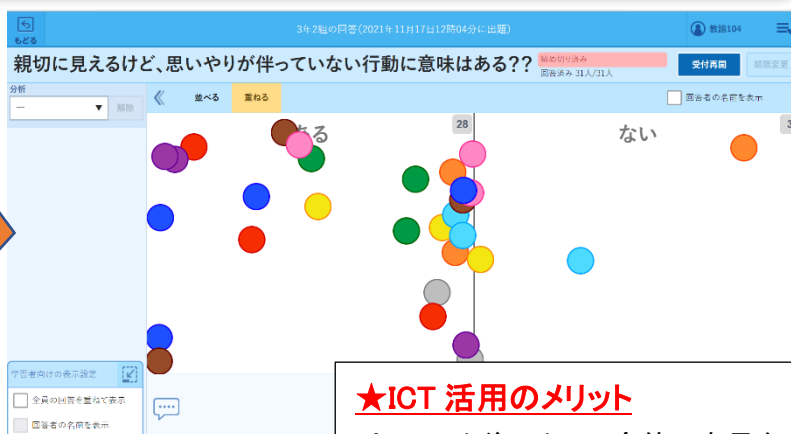 もどる
3年2組の回答(2021年11月17日12時04分に出題)
教諭104
親切に見えるけど、思いやりが伴っていない行動に意味はある??
締め切り済み
回答済み 31人/31人
受付再開
期限変更
分析
ー
解除
並べる
重ねる
回答者の名前を表示
ある
28
ない
3
学習者向けの表示設定
全員の回答を重ねて表示
回答者の名前を表示
★ICT 活用のメリット